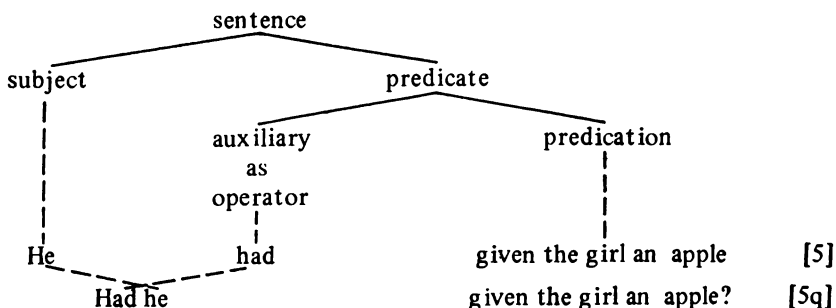 sentence
subject predicate
auxiliary predication
as
operator
He had given the girl an apple [5]
Had he given the girl an apple? [5q]